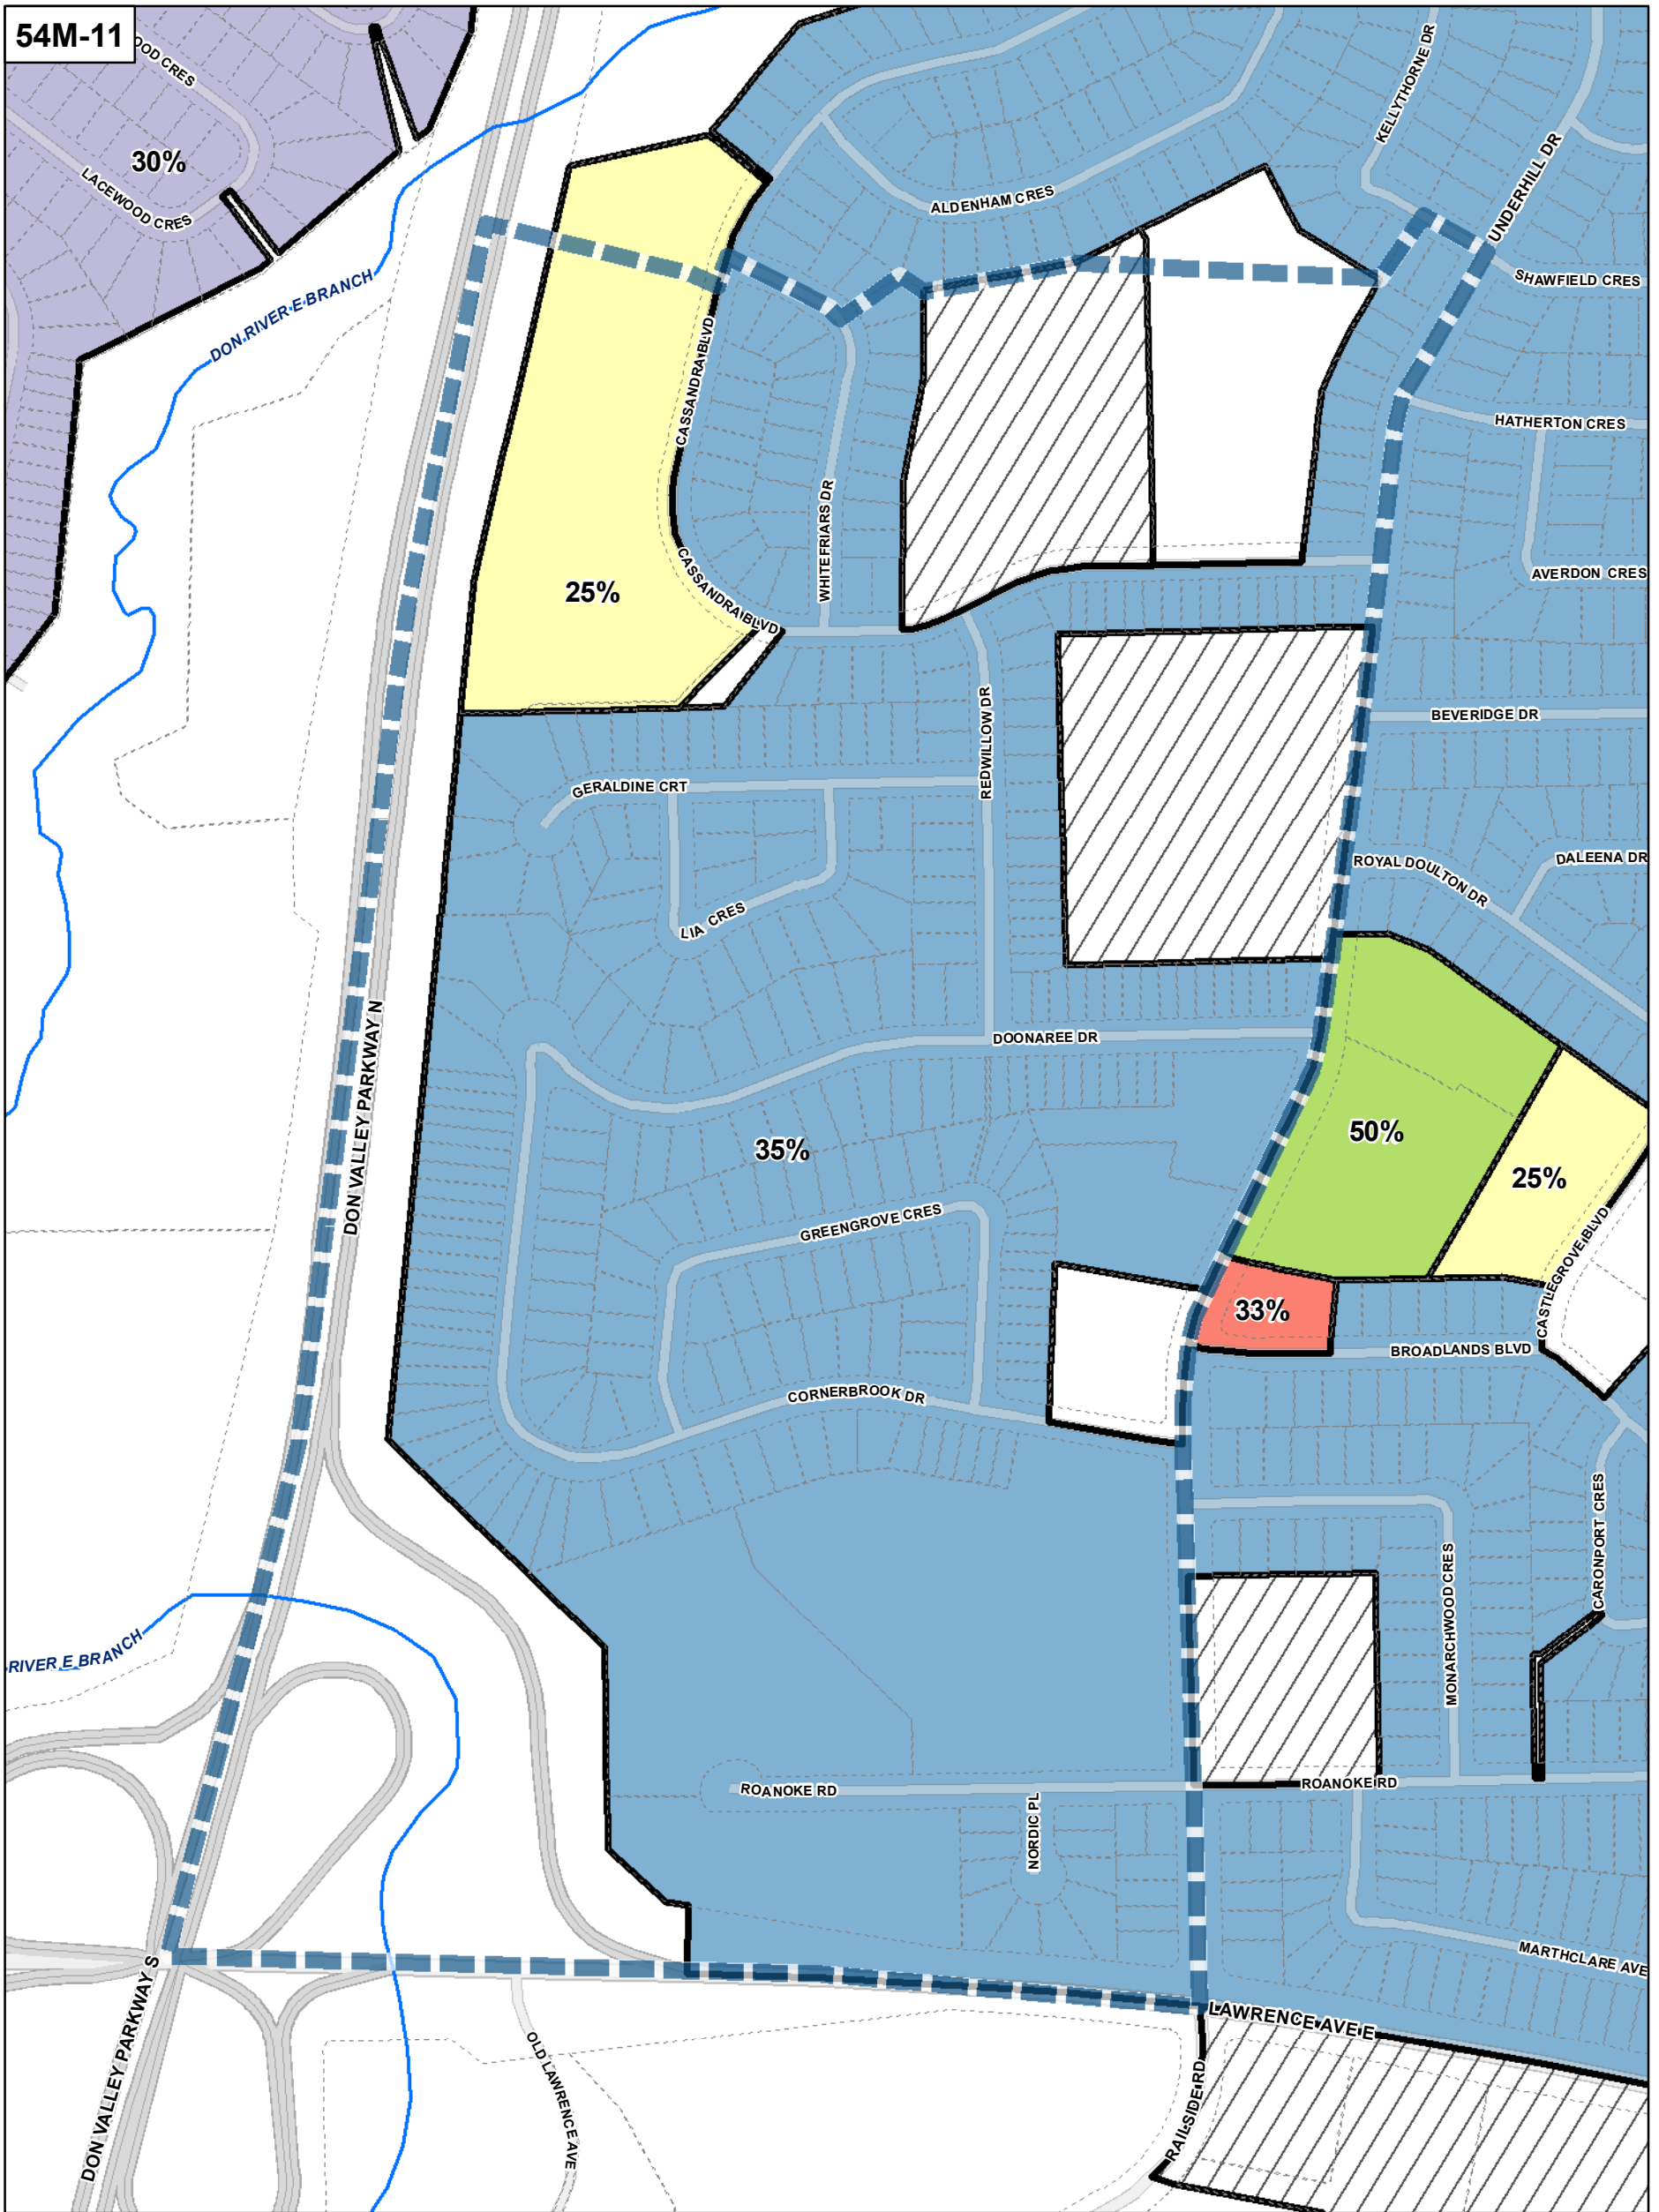 54M-11
OOD CRES
KELLYTHORNE DR
30%
UNDERHILL DR
LACEWOOD CRES
ALDENHAM CRES
SHAWFIELD CRES
DON RIVER E BRANCH
CASSANDRA BLVD
HATHERTON CRES
WHITEFRIARS DR
AVERDON CRES
25%
CASSANDRA BLVD
REDWILLOW DR
BEVERIDGE DR
GERALDINE CRT
ROYAL DOULTON DR
DALEENA DR
LIA CRES
DON VALLEY PARKWAY N
DOONAREE DR
50%
35%
25%
GREENGROVE CRES
CASTLEGROVE BLVD
33%
BROADLANDS BLVD
CORNERBROOK DR
CARONPORT CRES
MONARCHWOOD CRES
RIVER E BRANCH
ROANOKE RD
ROANOKE RD
NORDIC PL
MARTHCLARE AVE
DON VALLEY PARKWAY S
LAWRENCE AVE E
OLD LAWRENCE AVE
RAILSIDE RD